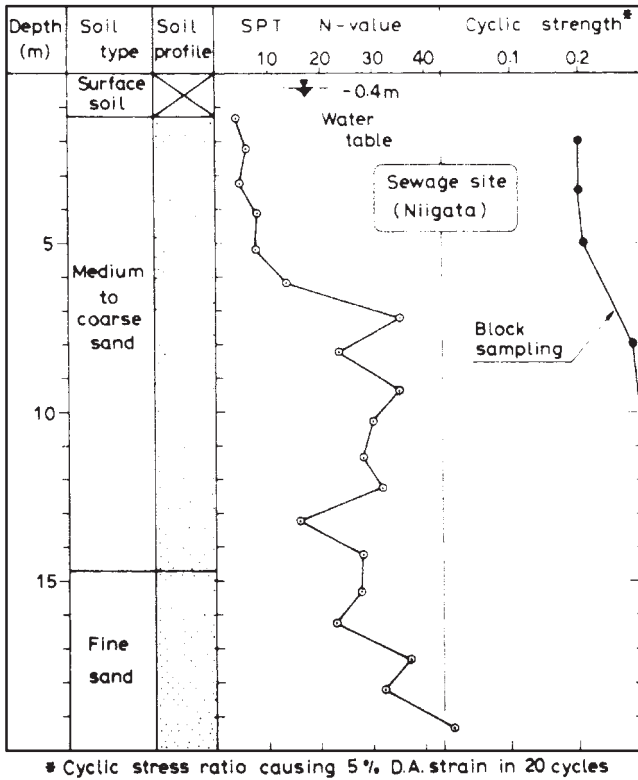 Depth Soil Soil SPT N-value Cyclic strength*
(m) type profile 10 20 30 40 0.1 0.2
Surface
soil
-0.4m
Water
table
Sewage site
(Niigata)
5
Medium
to
coarse
sand
Block
sampling
10
15
Fine
sand
* Cyclic stress ratio causing 5% D.A. strain in 20 cycles